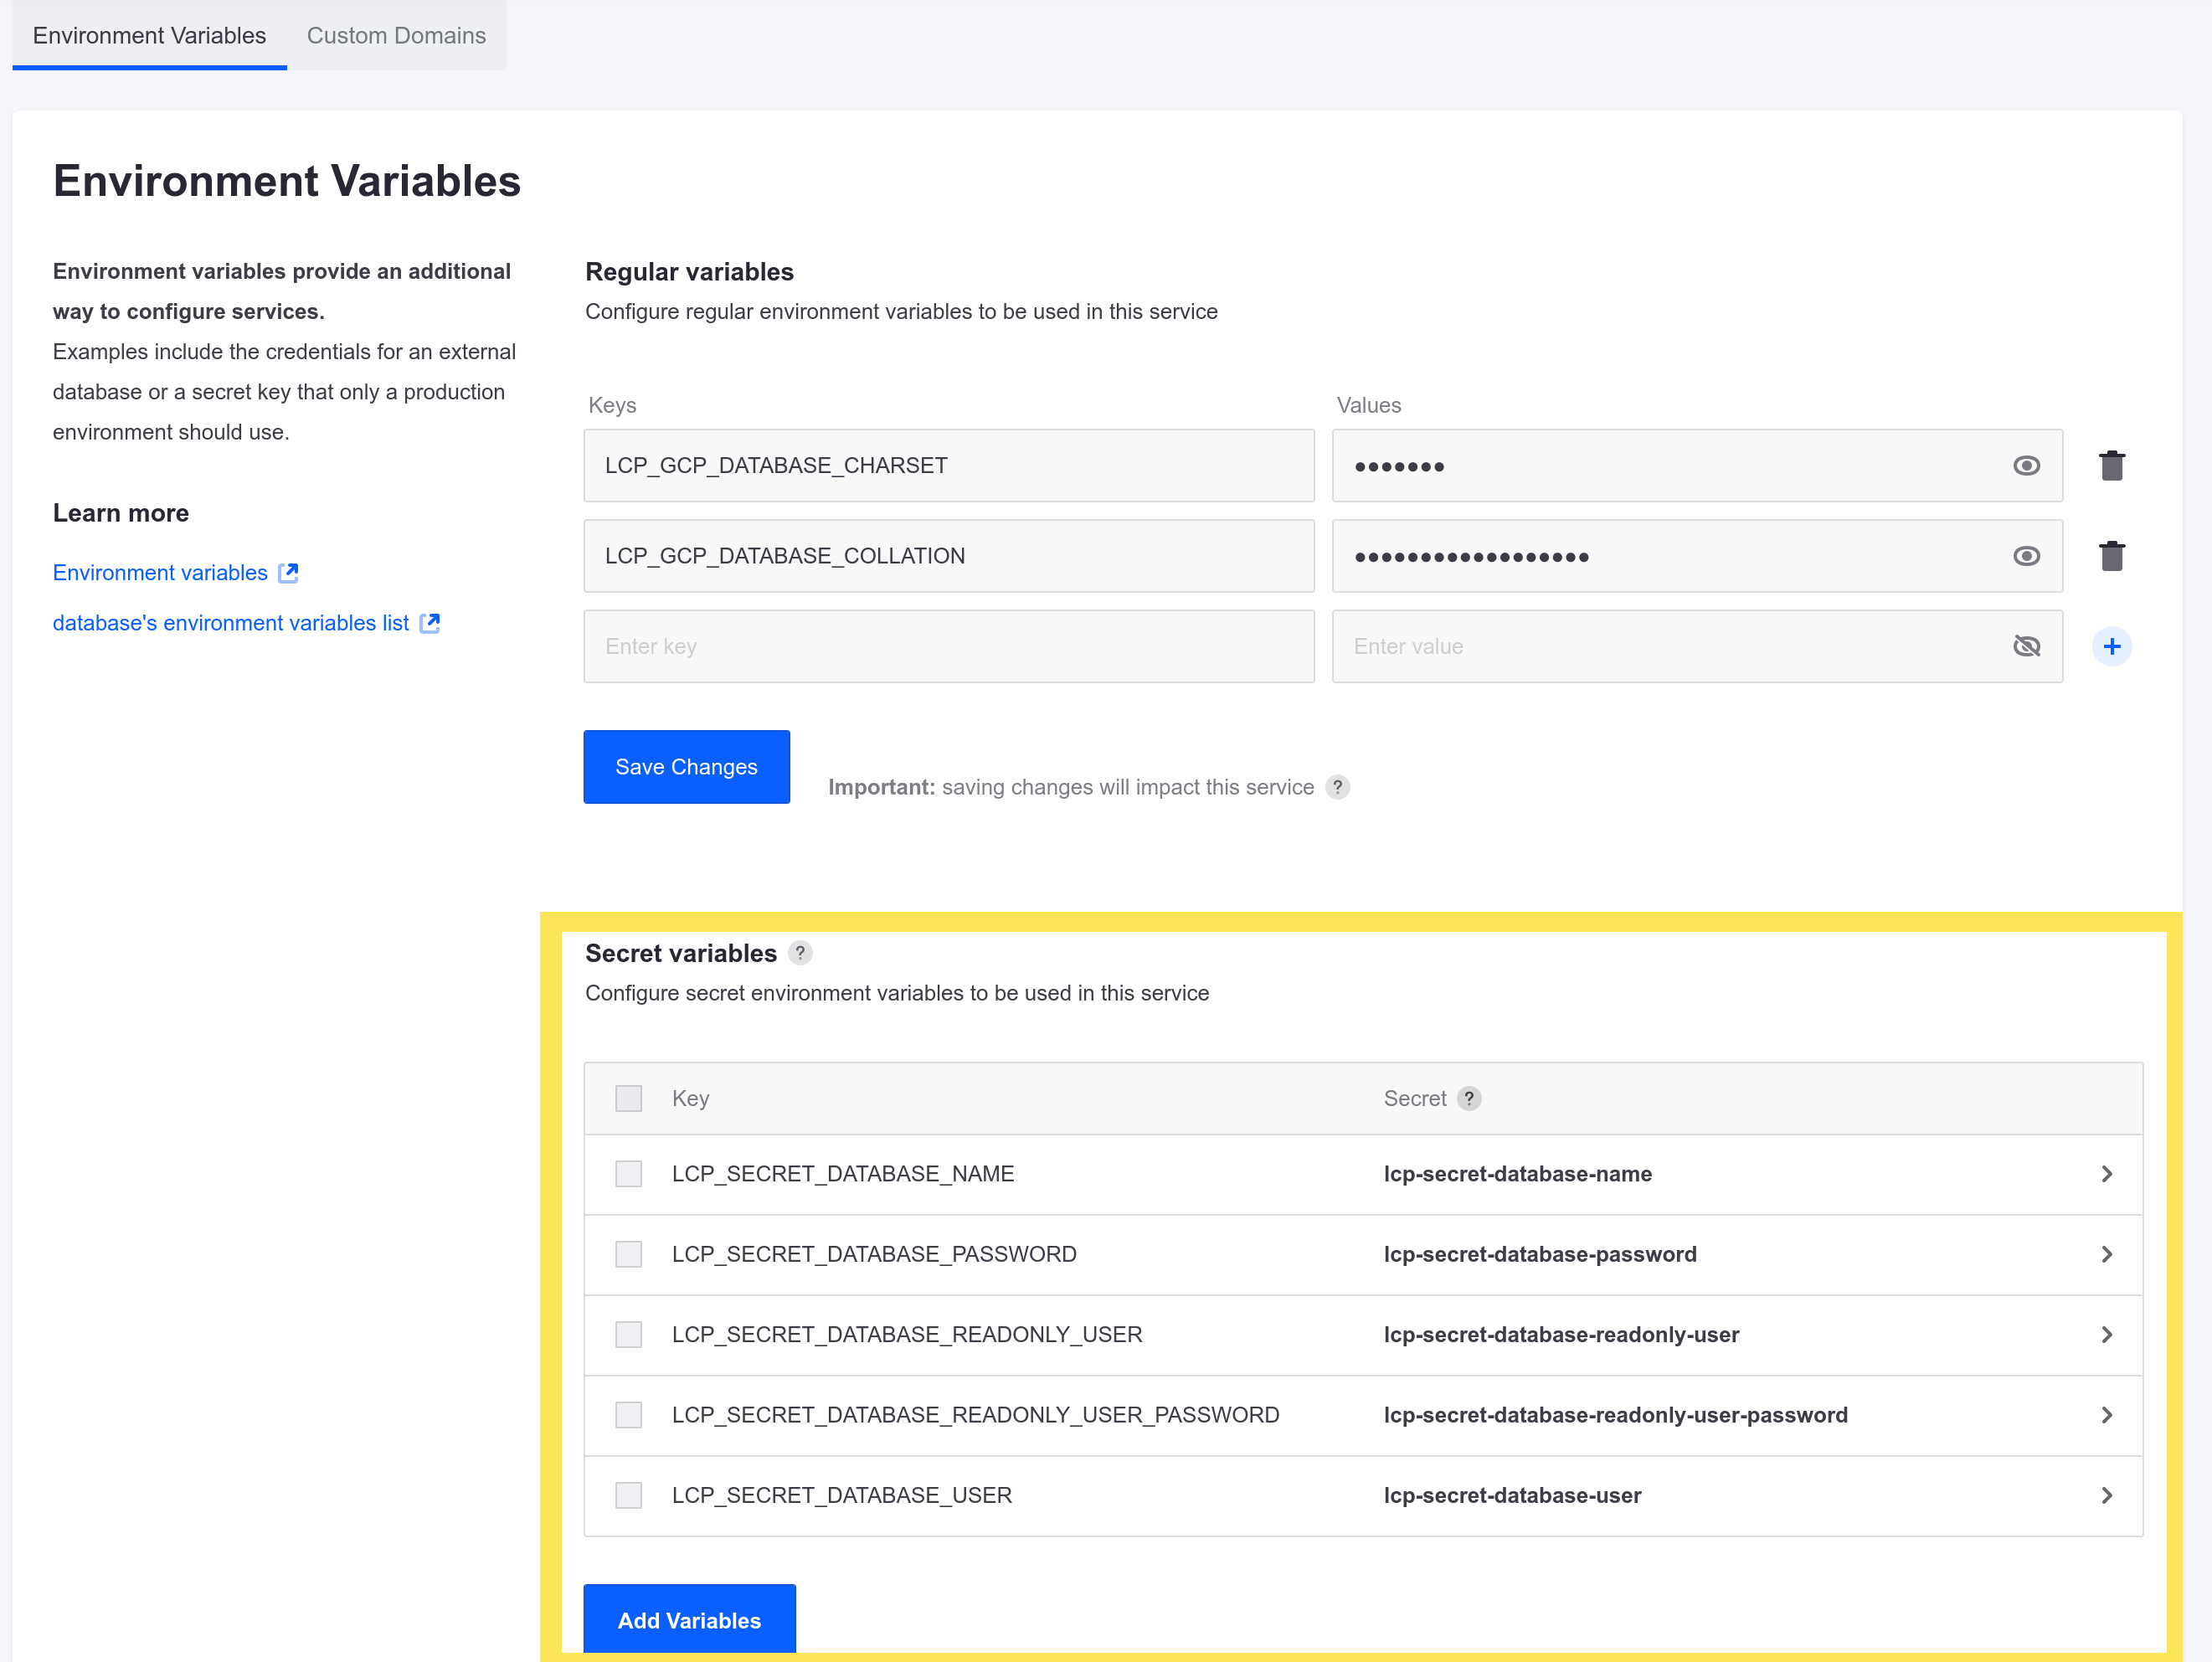 Environment Variables Custom Domains
Environment Variables
Environment variables provide an additional
way to configure services.
Examples include the credentials for an external
database or a secret key that only a production
environment should use.
Learn more
Environment variables
database's environment variables list
Regular variables
Configure regular environment variables to be used in this service
Keys Values
LCP_GCP_DATABASE_CHARSET •••••••
LCP_GCP_DATABASE_COLLATION ••••••••••••••••••
Enter key Enter value
Save Changes
Important: saving changes will impact this service ?
Secret variables ?
Configure secret environment variables to be used in this service
Key Secret ?
LCP_SECRET_DATABASE_NAME lcp-secret-database-name
LCP_SECRET_DATABASE_PASSWORD lcp-secret-database-password
LCP_SECRET_DATABASE_READONLY_USER lcp-secret-database-readonly-user
LCP_SECRET_DATABASE_READONLY_USER_PASSWORD lcp-secret-database-readonly-user-password
LCP_SECRET_DATABASE_USER lcp-secret-database-user
Add Variables